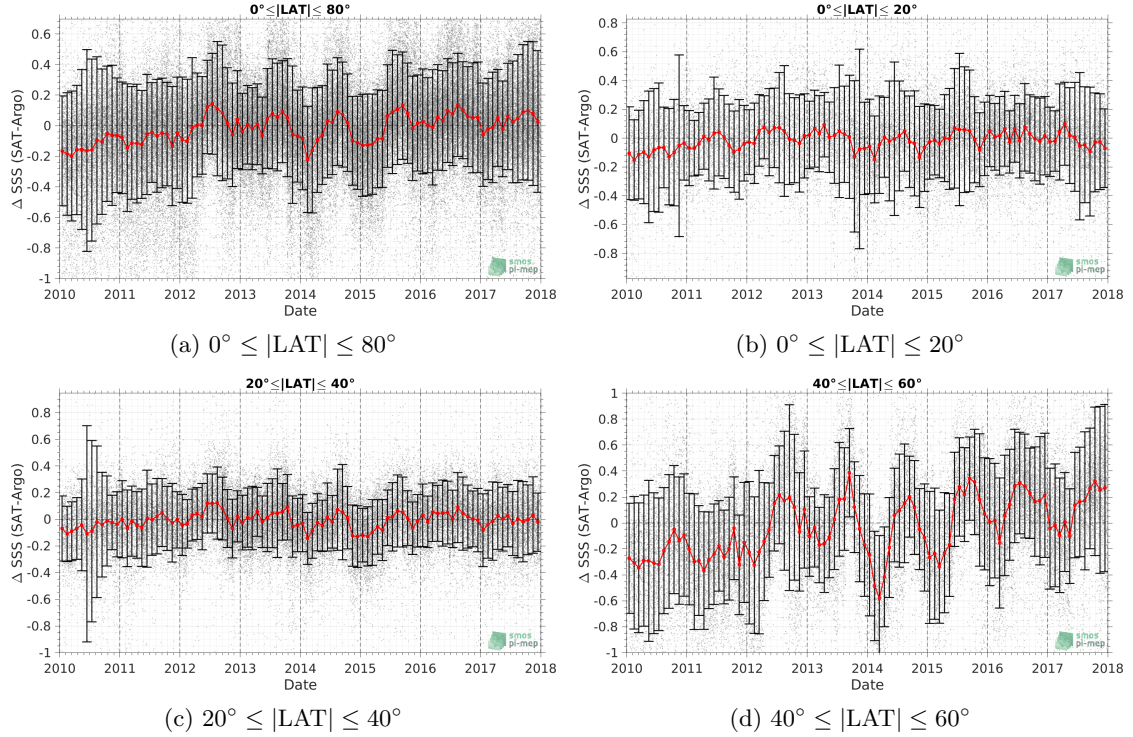 0°≤|LAT|≤ 80°
Δ SSS (SAT-Argo)
0.6
0.4
0.2
0
-0.2
-0.4
-0.6
-0.8
-1
2010 2011 2012 2013 2014 2015 2016 2017 2018
Date
smos
pi-mep
(a) 0° ≤ |LAT| ≤ 80°
0°≤|LAT|≤ 20°
Δ SSS (SAT-Argo)
0.8
0.6
0.4
0.2
0
-0.2
-0.4
-0.6
-0.8
2010 2011 2012 2013 2014 2015 2016 2017 2018
Date
smos
pi-mep
(b) 0° ≤ |LAT| ≤ 20°
20°≤|LAT|≤ 40°
Δ SSS (SAT-Argo)
0.8
0.6
0.4
0.2
0
-0.2
-0.4
-0.6
-0.8
-1
2010 2011 2012 2013 2014 2015 2016 2017 2018
Date
smos
pi-mep
(c) 20° ≤ |LAT| ≤ 40°
40°≤|LAT|≤ 60°
Δ SSS (SAT-Argo)
1
0.8
0.6
0.4
0.2
0
-0.2
-0.4
-0.6
-0.8
-1
2010 2011 2012 2013 2014 2015 2016 2017 2018
Date
smos
pi-mep
(d) 40° ≤ |LAT| ≤ 60°